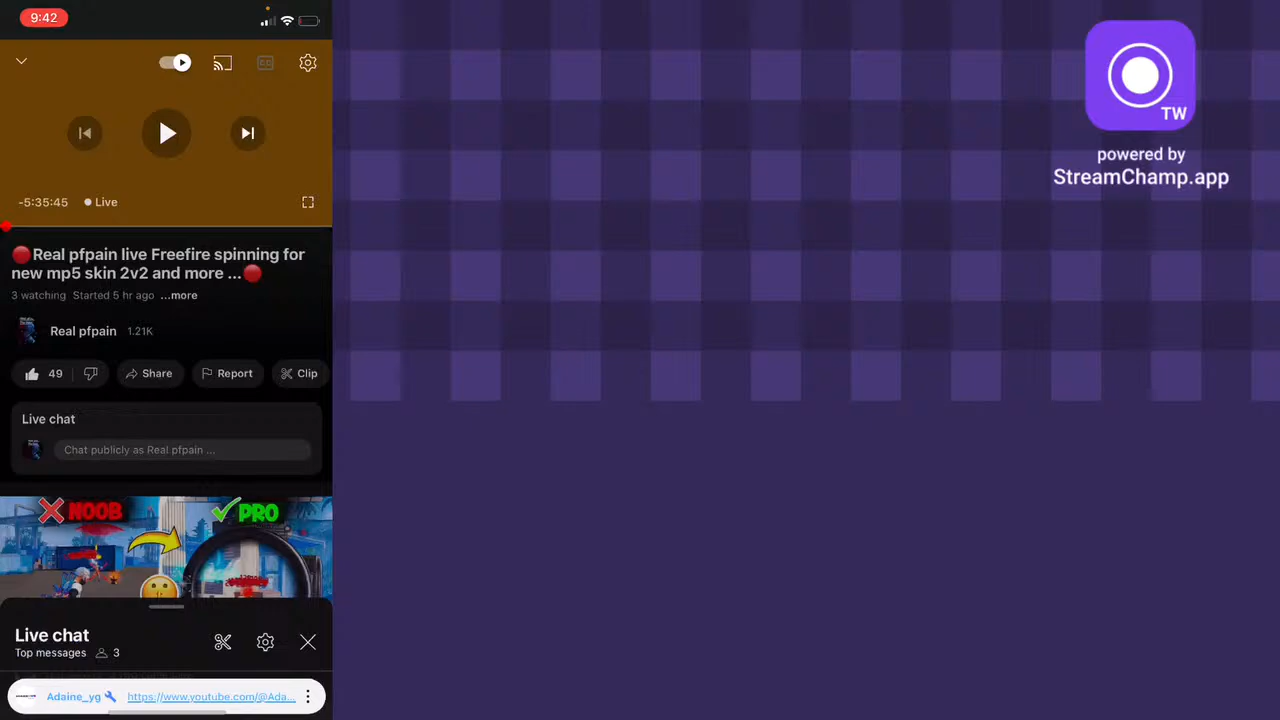 9:42
TW
powered by
StreamChamp.app
CC
-5:35:45 Live
🔴Real pfpain live Freefire spinning for
new mp5 skin 2v2 and more ...🔴
3 watching Started 5 hr ago ...more
Real pfpain 1.21K
49 Share Report Clip
Live chat
Chat publicly as Real pfpain ...
NOOB PRO
Live chat
Top messages 3
Adaine_yg🔧 https://www.youtube.com/@Ada...